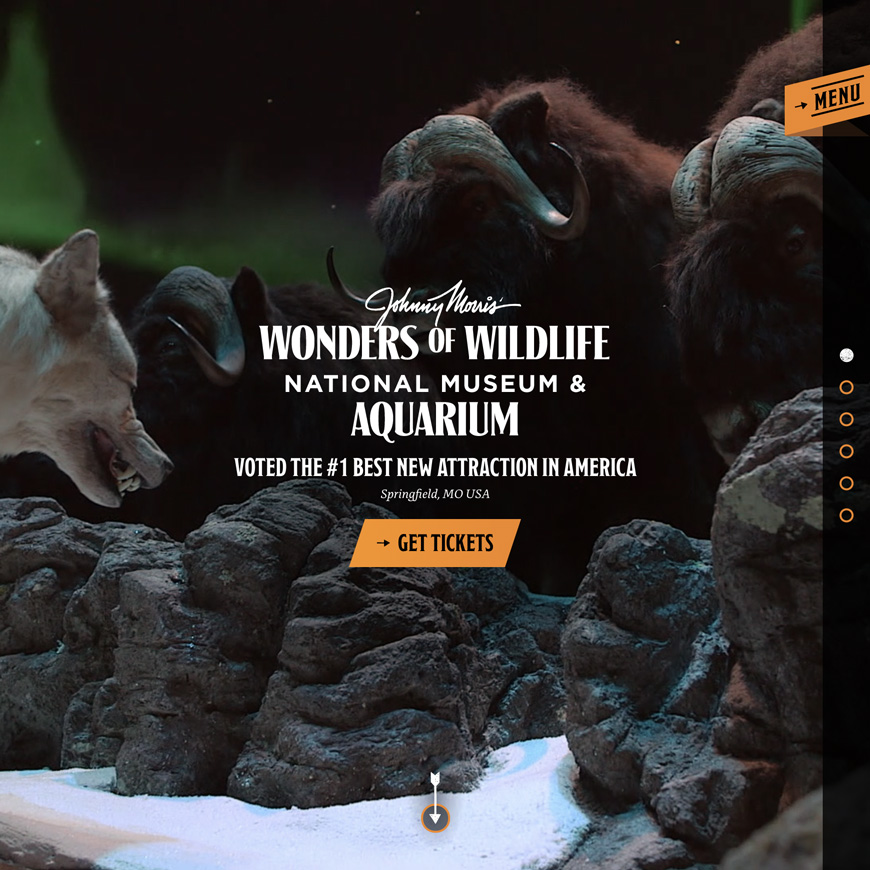 MENU
Johnny Morris'
WONDERS OF WILDLIFE
NATIONAL MUSEUM &
AQUARIUM
VOTED THE #1 BEST NEW ATTRACTION IN AMERICA
Springfield, MO USA
GET TICKETS